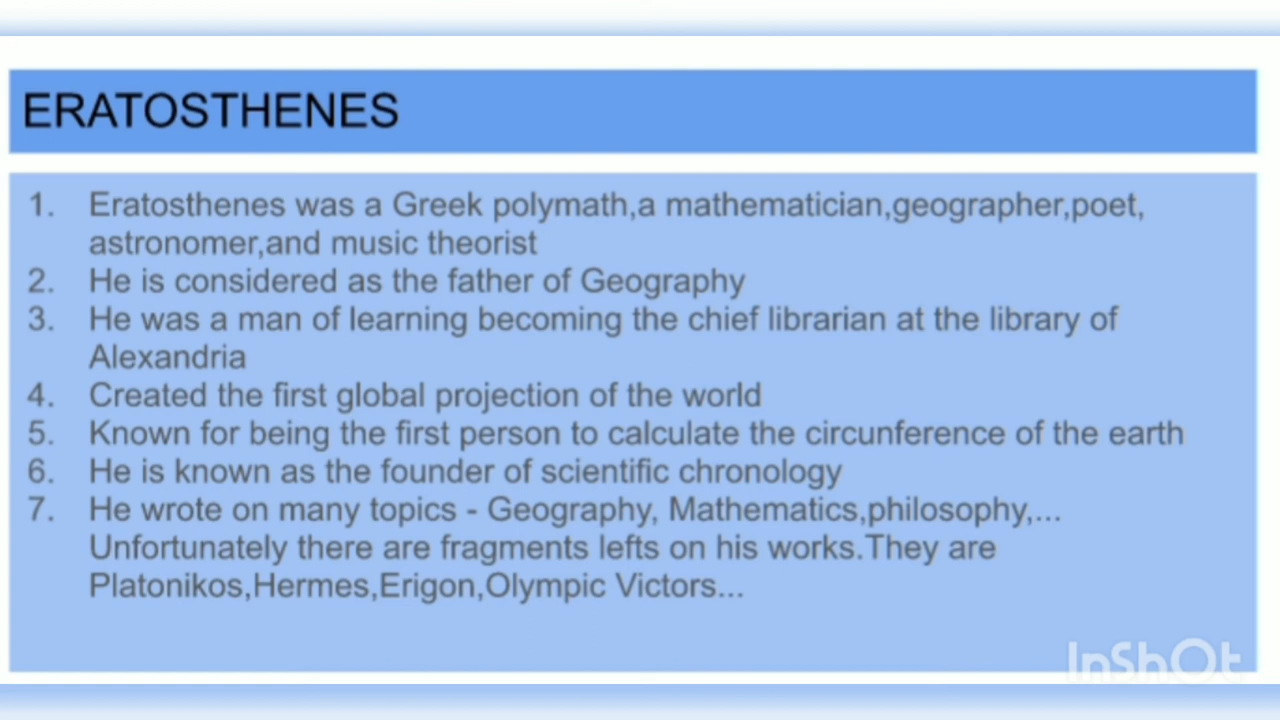 ERATOSTHENES
1. Eratosthenes was a Greek polymath,a mathematician,geographer,poet,
astronomer,and music theorist
2. He is considered as the father of Geography
3. He was a man of learning becoming the chief librarian at the library of
Alexandria
4. Created the first global projection of the world
5. Known for being the first person to calculate the circunference of the earth
6. He is known as the founder of scientific chronology
7. He wrote on many topics - Geography, Mathematics,philosophy,...
Unfortunately there are fragments lefts on his works.They are
Platonikos,Hermes,Erigon,Olympic Victors...
InShOt